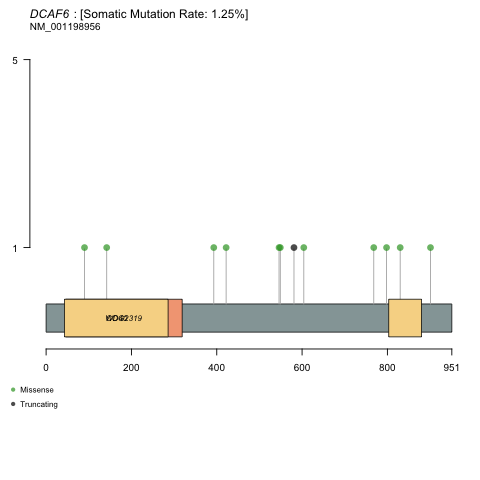 DCAF6 : [Somatic Mutation Rate: 1.25%]
NM_001198956
5
1
0
200
400
600
800
951
Missense
Truncating